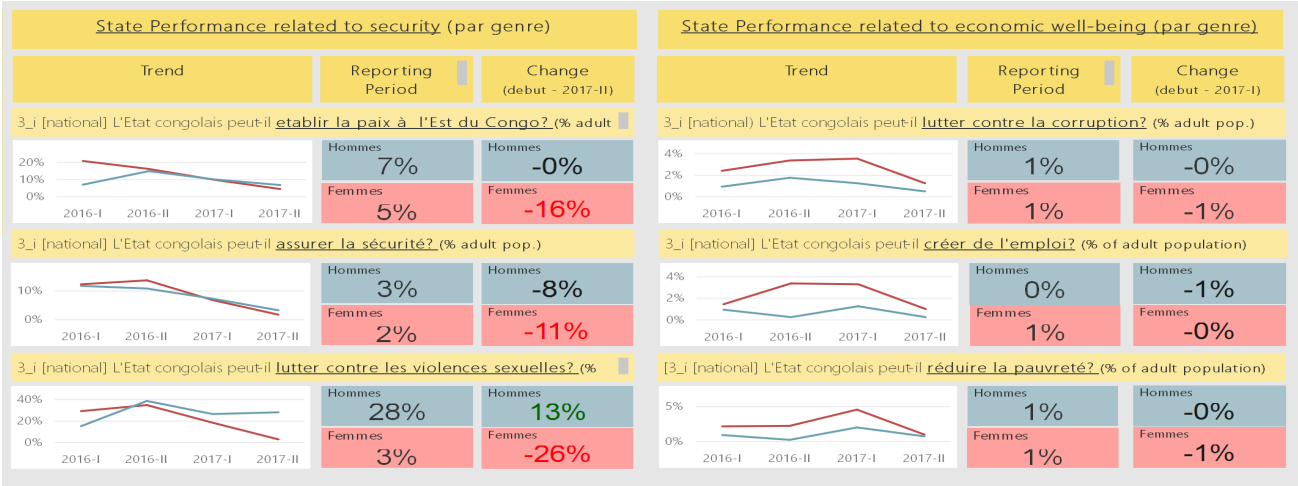 State Performance related to security (par genre)
Trend
Reporting Period
Change
(debut - 2017-II)
3_i [national] L'Etat congolais peut-il etablir la paix à l'Est du Congo? (% adult
20%
10%
0%
2016-I 2016-II 2017-I 2017-II
Hommes
7%
Femmes
5%
-0%
Hommes
Femmes
-16%
3_i [national] L'Etat congolais peut-il assurer la sécurité? (% adult pop.)
10%
0%
2016-I 2016-II 2017-I 2017-II
Hommes
3%
Femmes
2%
Hommes
-8%
Femmes
-11%
3_i [national] L'Etat congolais peut-il lutter contre les violences sexuelles? (%
40%
20%
0%
2016-I 2016-II 2017-I 2017-II
Hommes
28%
Femmes
3%
Hommes
13%
Femmes
-26%
State Performance related to economic well-being (par genre)
Trend
Reporting Period
Change
(debut - 2017-I)
3_i [national) L'Etat congolais peut-il lutter contre la corruption? (% adult pop.)
4%
2%
0%
2016-I 2016-II 2017-I 2017-II
Hommes
1%
Femmes
1%
Hommes
-0%
Femmes
-1%
3_i [national] L'Etat congolais peut-il créer de l'emploi? (% of adult population)
4%
2%
0%
2016-I 2016-II 2017-I 2017-II
Hommes
0%
Femmes
1%
Hommes
-1%
Femmes
-0%
[3_i [national] L'Etat congolais peut-il réduire la pauvreté? (% of adult population)
5%
0%
2016-I 2016-II 2017-I 2017-II
Hommes
1%
Femmes
1%
Hommes
-0%
Femmes
-1%